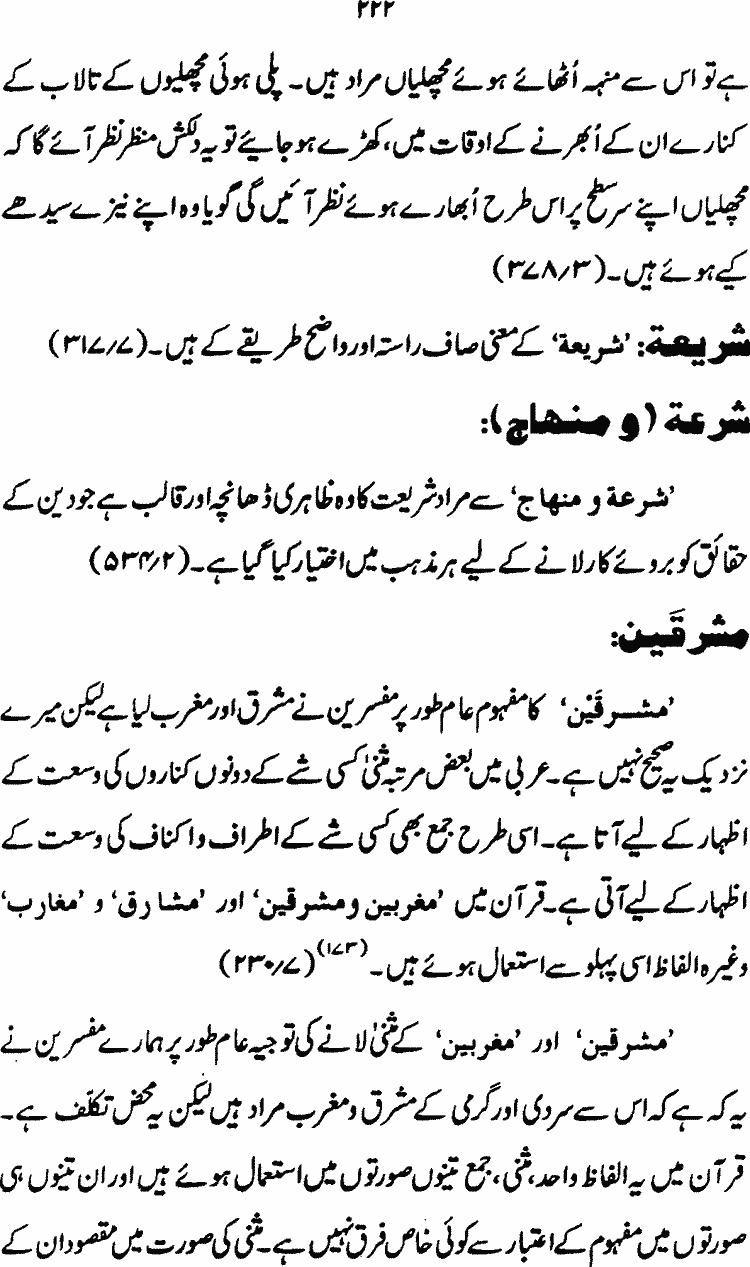 ۲۲۲
ہے تو اس سے منہہ اُٹھائے ہوئے مچھلیاں مراد ہیں۔ پلی ہوئی مچھلیوں کے تالاب کے
کنارے ان کے اُبھرنے کے اوقات میں، کھڑے ہو جایئے تو یہ دلکش منظر نظر آئے گا کہ
مچھلیاں اپنے سر سطح پر اس طرح اُبھارے ہوئے نظر آئیں گی گویا وہ اپنے نیزے سیدھے
کیے ہوئے ہیں۔ (۳۷۸/۳)
شریعة: ’شریعة‘ کے معنی صاف راستہ اور واضح طریقے کے ہیں۔ (۳۱۷/۷)
شرعة (و منهاج):
’شرعة و منهاج‘ سے مراد شریعت کا وہ ظاہری ڈھانچہ اور قالب ہے جو دین کے
حقائق کو بروئے کار لانے کے لیے ہر مذہب میں اختیار کیا گیا ہے۔ (۵۳۴/۲)
مشرقَین:
’مشرقَیْن‘ کا مفہوم عام طور پر مفسرین نے مشرق اور مغرب لیا ہے لیکن میرے
نزدیک یہ صحیح نہیں ہے۔ عربی میں بعض مرتبہ مثنیٰ کسی شے کے دونوں کناروں کی وسعت کے
اظہار کے لیے آتا ہے۔ اسی طرح جمع بھی کسی شے کے اطراف و اکناف کی وسعت کے
اظہار کے لیے آتی ہے۔ قرآن میں ’مغربین ومشرقین‘ اور ’مشارق‘ و ’مغارب‘
وغیرہ الفاظ اسی پہلو سے استعمال ہوئے ہیں۔(۱۷۳) (۲۳۰/۷)
’مشرقین‘ اور ’مغربین‘ کے مثنیٰ لانے کی توجیہ عام طور پر ہمارے مفسرین نے
یہ کہ ہے کہ اس سے سردی اور گرمی کے مشرق و مغرب مراد ہیں لیکن یہ محض تکلّف ہے۔
قرآن میں یہ الفاظ واحد، مثنی، جمع تینوں صورتوں میں استعمال ہوئے ہیں اور ان تینوں ہی
صورتوں میں مفہوم کے اعتبار سے کوئی خاص فرق نہیں ہے۔ مثنی کی صورت میں مقصود ان کے